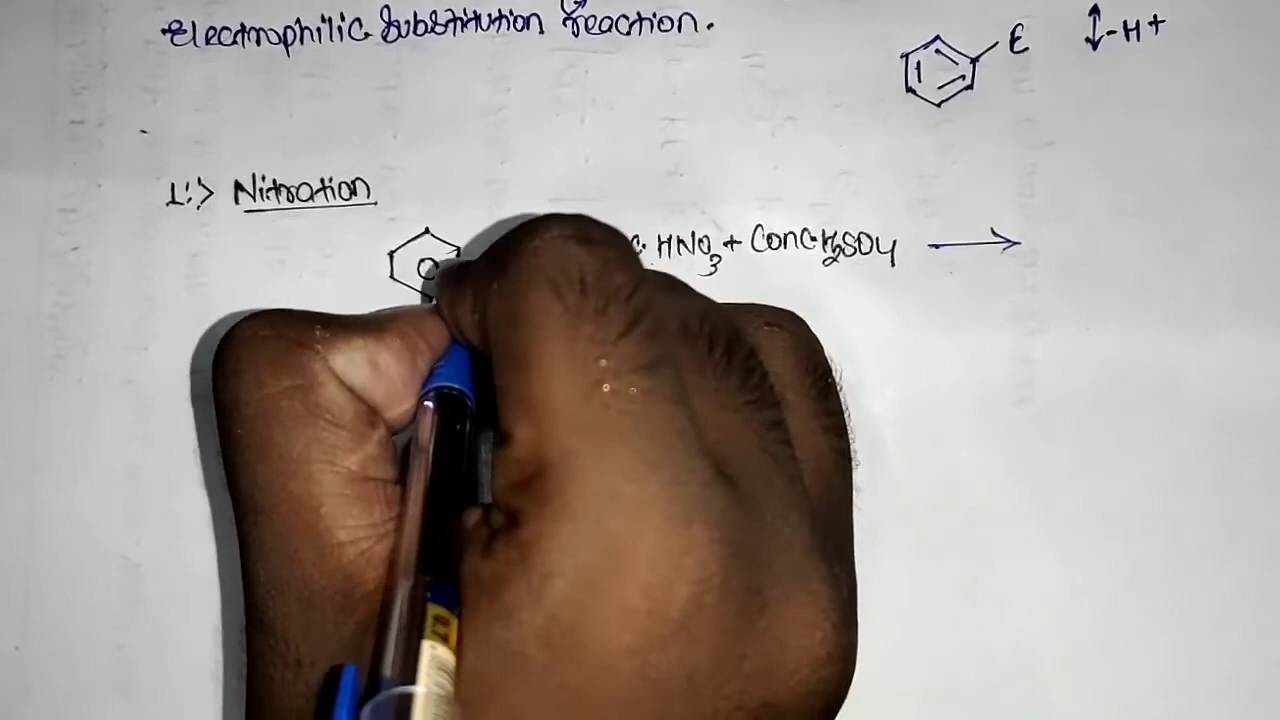 Electrophilic Substitution Reaction.
E ↕-H+
1:> Nitration
HNO3 + Conc.H2SO4 ⟶